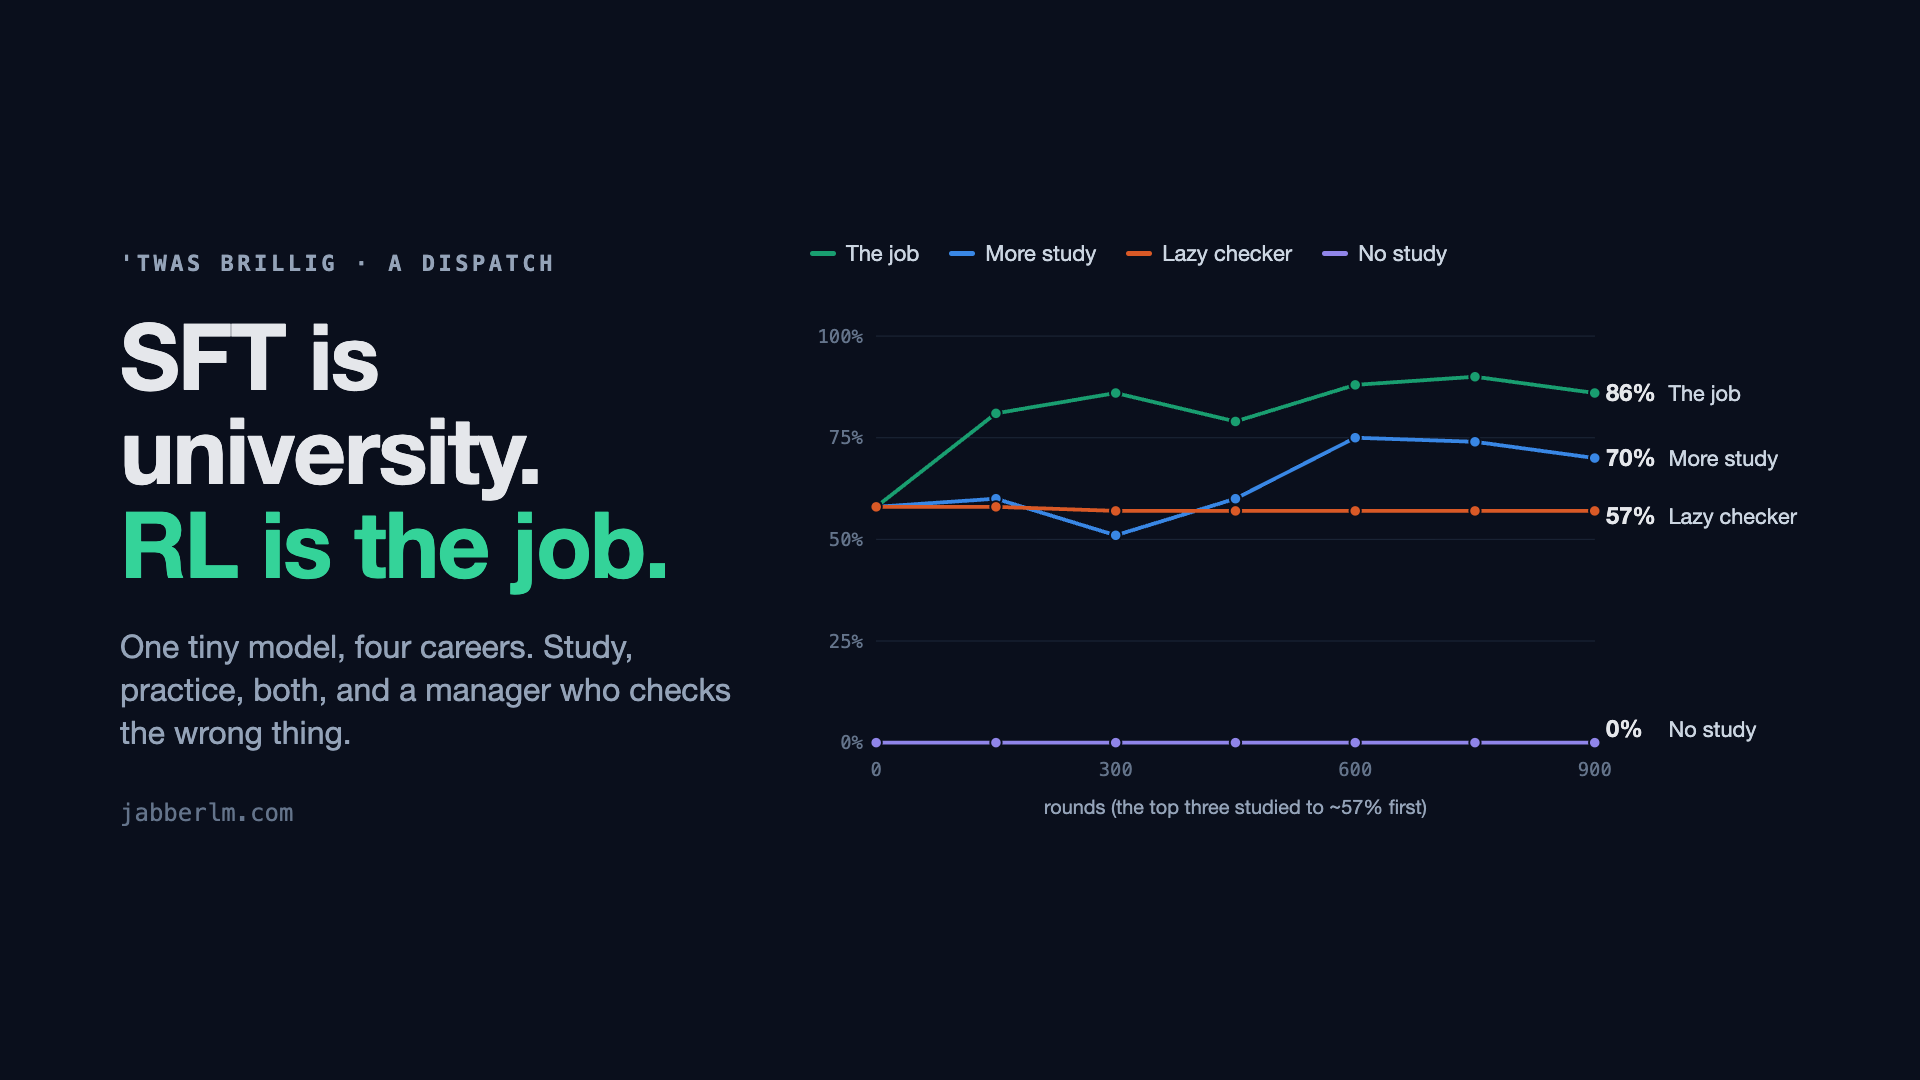 'TWAS BRILLIG · A DISPATCH
SFT is
university.
RL is the job.
One tiny model, four careers. Study,
practice, both, and a manager who checks
the wrong thing.
jabberlm.com
The job More study Lazy checker No study
100%
75%
50%
25%
0%
86% The job
70% More study
57% Lazy checker
0% No study
0 300 600 900
rounds (the top three studied to ~57% first)